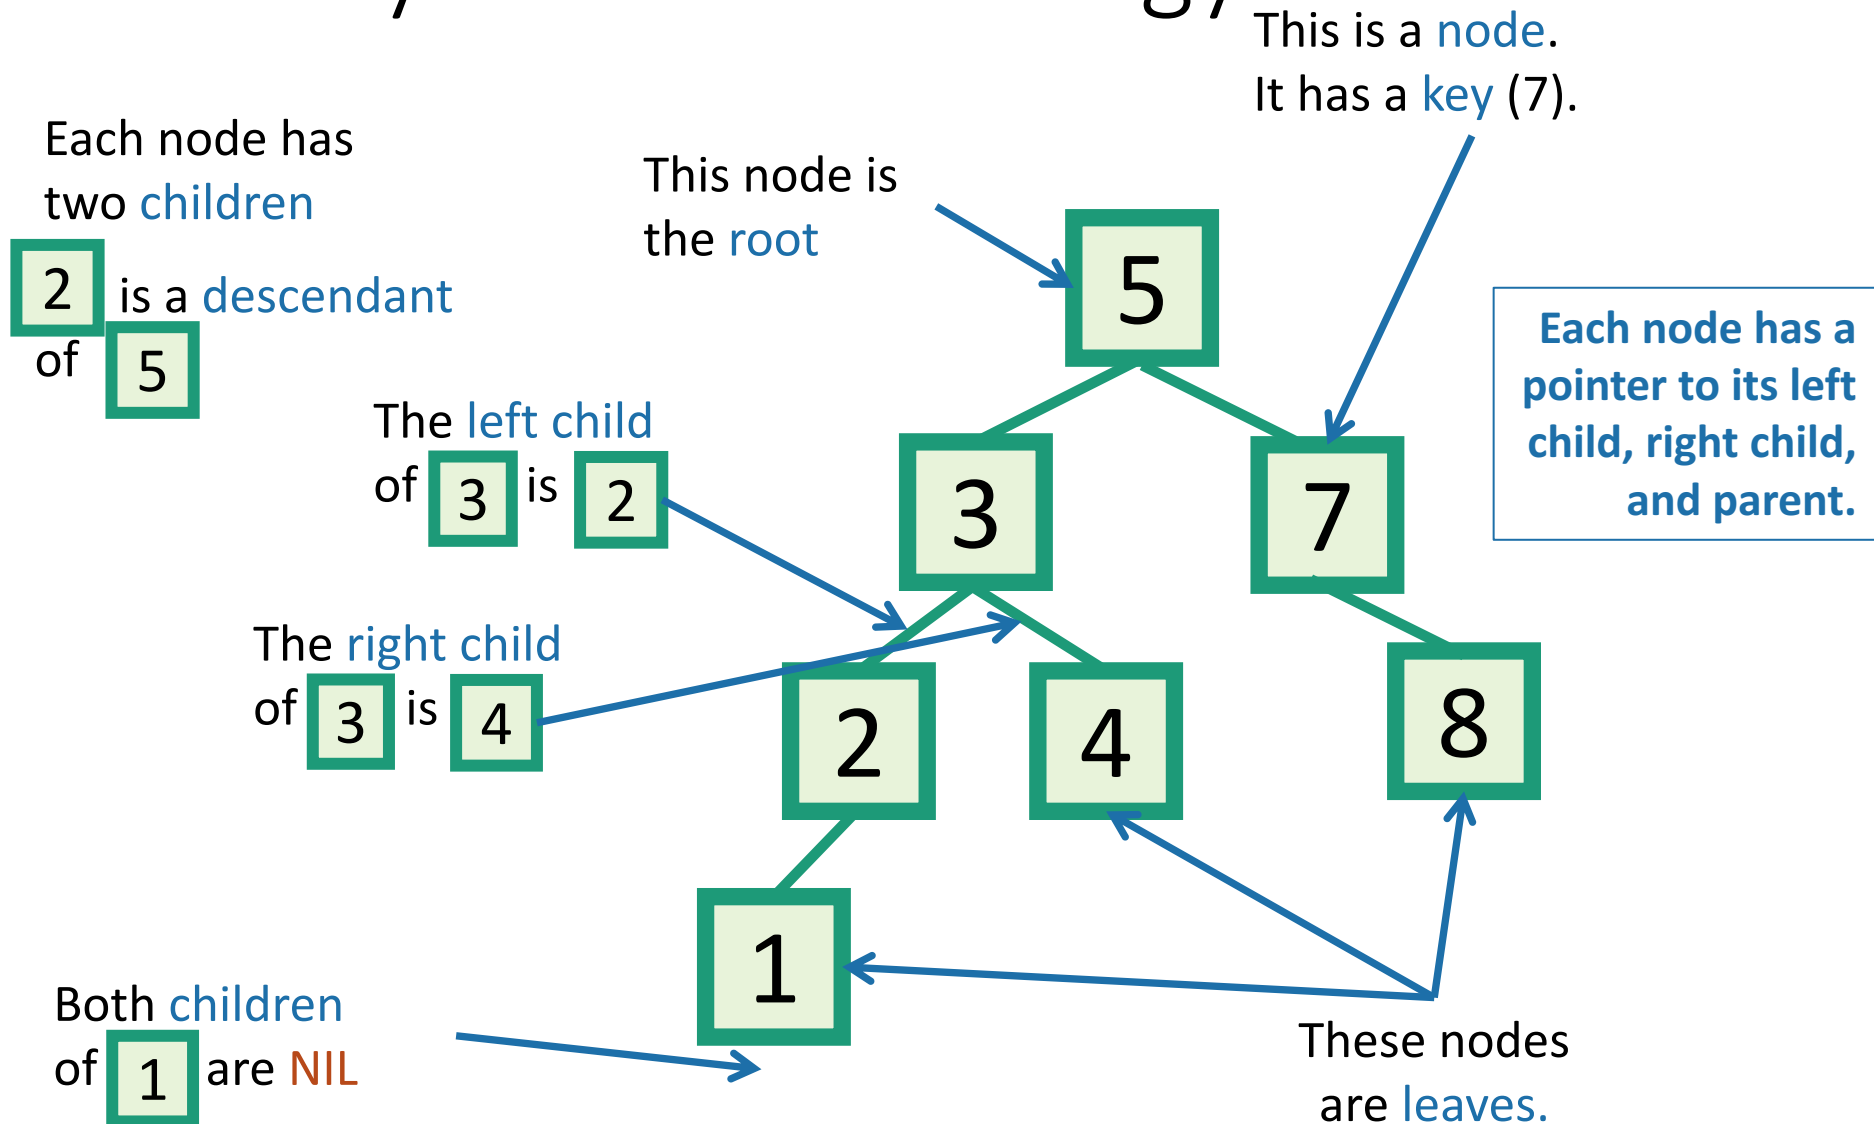 This is a node.
It has a key (7).
Each node has
two children
2 is a descendant
of 5
This node is
the root
5
Each node has a
pointer to its left
child, right child,
and parent.
The left child
of 3 is 2
3
7
The right child
of 3 is 4
2
4
8
1
Both children
of 1 are NIL
These nodes
are leaves.